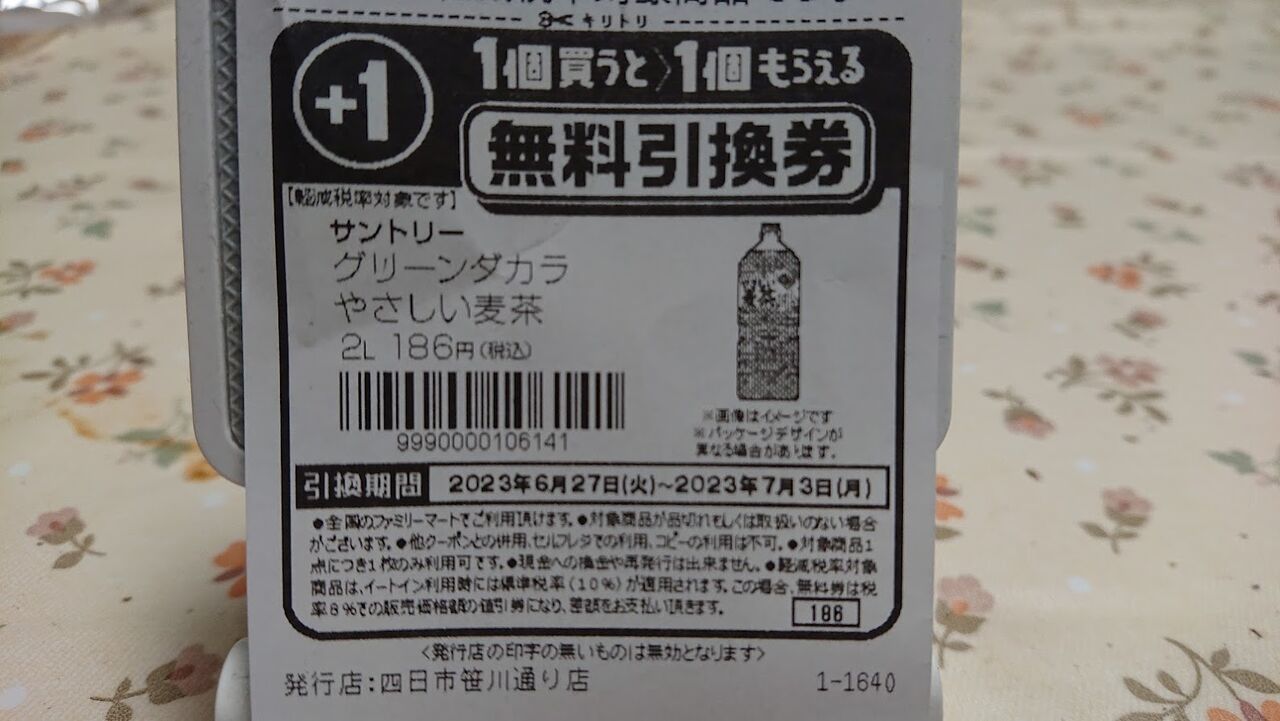 キリトリ
+1
1個買うと>1個もらえる
無料引換券
【軽減税率対象です】
サントリー
グリーンダカラ
やさしい麦茶
2L 186円(税込)
麦茶
9990000106141
※画像はイメージです
※パッケージデザインが
異なる場合があります。
引換期間 2023年6月27日(火)~2023年7月3日(月)
●全国のファミリーマートでご利用頂けます。●対象商品が品切れもしくは取扱いのない場合
がございます。●他クーポンとの併用、セルフレジでの利用、コピーの利用は不可。●対象商品1
点につき1枚のみ利用可です。●現金への換金や再発行は出来ません。●軽減税率対象
商品は、イートイン利用時には標準税率(10%)が適用されます。この場合、無料券は税
率8%での販売価格額の値引券になり、差額をお支払い頂きます。
186
<発行店の印字の無いものは無効となります>
発行店:四日市笹川通り店 1-1640